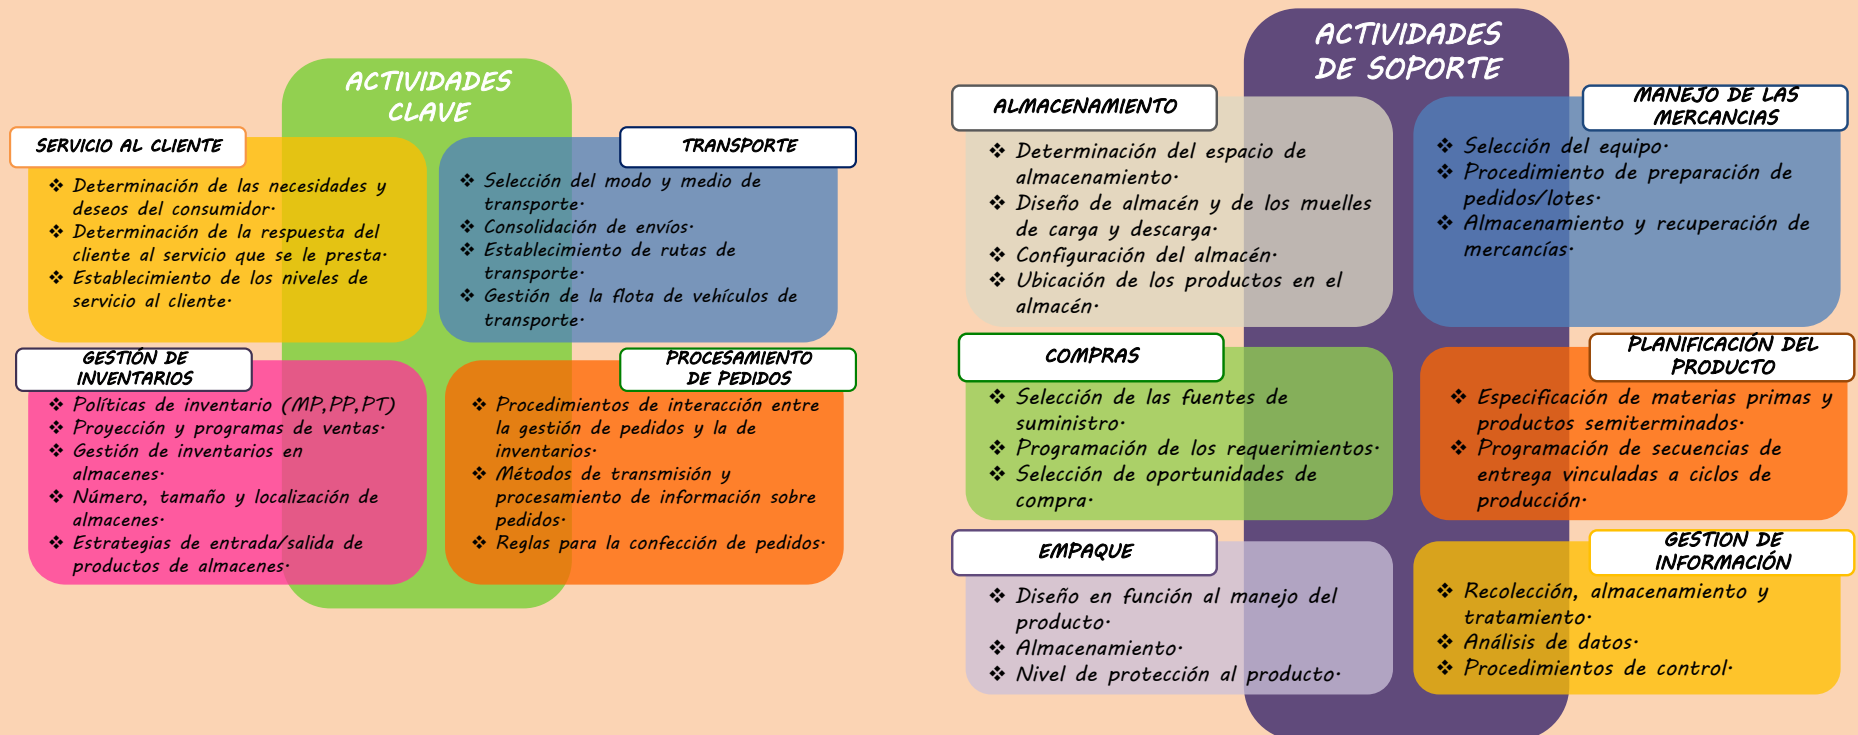 ACTIVIDADES
CLAVE
SERVICIO AL CLIENTE
❖ Determinación de las necesidades y
deseos del consumidor.
❖ Determinación de la respuesta del
cliente al servicio que se le presta.
❖ Establecimiento de los niveles de
servicio al cliente.
TRANSPORTE
❖ Selección del modo y medio de
transporte.
❖ Consolidación de envíos.
❖ Establecimiento de rutas de
transporte.
❖ Gestión de la flota de vehículos de
transporte.
GESTIÓN DE
INVENTARIOS
❖ Políticas de inventario (MP,PP,PT)
❖ Proyección y programas de ventas.
❖ Gestión de inventarios en
almacenes.
❖ Número, tamaño y localización de
almacenes.
❖ Estrategias de entrada/salida de
productos de almacenes.
PROCESAMIENTO
DE PEDIDOS
❖ Procedimientos de interacción entre
la gestión de pedidos y la de
inventarios.
❖ Métodos de transmisión y
procesamiento de información sobre
pedidos.
❖ Reglas para la confección de pedidos.
ACTIVIDADES
DE SOPORTE
ALMACENAMIENTO
❖ Determinación del espacio de
almacenamiento.
❖ Diseño de almacén y de los muelles
de carga y descarga.
❖ Configuración del almacén.
❖ Ubicación de los productos en el
almacén.
MANEJO DE LAS
MERCANCIAS
❖ Selección del equipo.
❖ Procedimiento de preparación de
pedidos/lotes.
❖ Almacenamiento y recuperación de
mercancías.
COMPRAS
❖ Selección de las fuentes de
suministro.
❖ Programación de los requerimientos.
❖ Selección de oportunidades de
compra.
PLANIFICACIÓN DEL
PRODUCTO
❖ Especificación de materias primas y
productos semiterminados.
❖ Programación de secuencias de
entrega vinculadas a ciclos de
producción.
EMPAQUE
❖ Diseño en función al manejo del
producto.
❖ Almacenamiento.
❖ Nivel de protección al producto.
GESTION DE
INFORMACIÓN
❖ Recolección, almacenamiento y
tratamiento.
❖ Análisis de datos.
❖ Procedimientos de control.